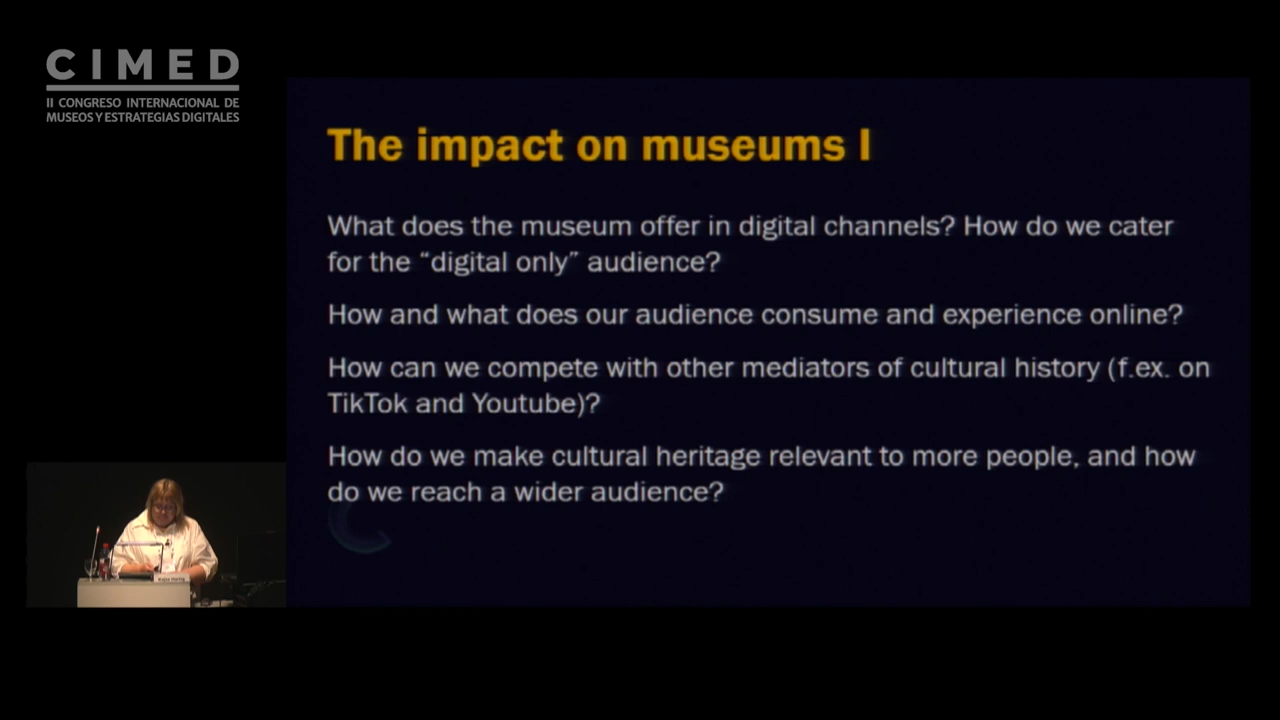 CIMED
II CONGRESO INTERNACIONAL DE
MUSEOS Y ESTRATEGIAS DIGITALES
The impact on museums I
What does the museum offer in digital channels? How do we cater
for the “digital only” audience?
How and what does our audience consume and experience online?
How can we compete with other mediators of cultural history (f.ex. on
TikTok and Youtube)?
How do we make cultural heritage relevant to more people, and how
do we reach a wider audience?